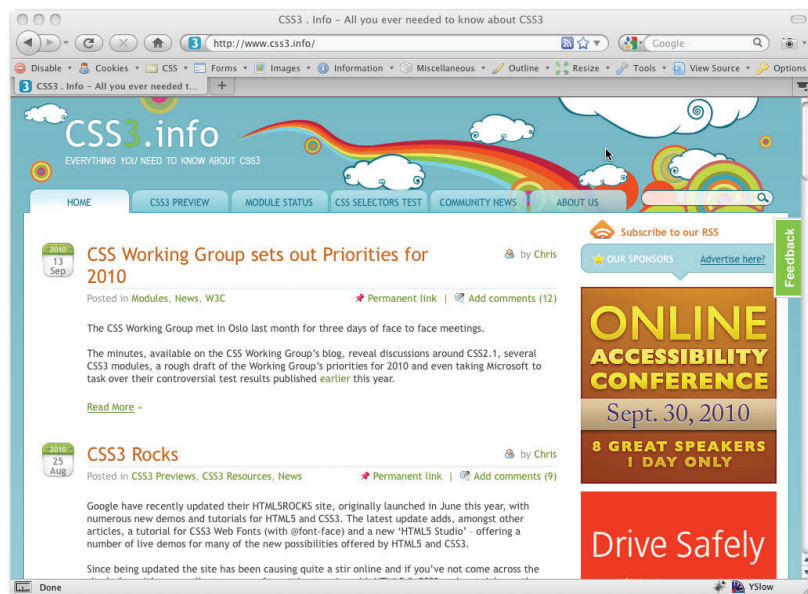 CSS3 . Info – All you ever needed to know about CSS3
http://www.css3.info/
Google
Disable Cookies CSS Forms Images Information Miscellaneous Outline Resize Tools View Source Options
CSS3 . Info – All you ever needed t... +
CSS3.info
EVERYTHING YOU NEED TO KNOW ABOUT CSS3
HOME CSS3 PREVIEW MODULE STATUS CSS SELECTORS TEST COMMUNITY NEWS ABOUT US
Subscribe to our RSS
OUR SPONSORS Advertise here?
Feedback
2010
13
Sep
CSS Working Group sets out Priorities for
2010
by Chris
Posted in Modules, News, W3C
Permanent link | Add comments (12)
The CSS Working Group met in Oslo last month for three days of face to face meetings.
The minutes, available on the CSS Working Group's blog, reveal discussions around CSS2.1, several
CSS3 modules, a rough draft of the Working Group's priorities for 2010 and even taking Microsoft to
task over their controversial test results published earlier this year.
Read More »
ONLINE
ACCESSIBILITY
CONFERENCE
Sept. 30, 2010
8 GREAT SPEAKERS
1 DAY ONLY
2010
25
Aug
CSS3 Rocks
by Chris
Posted in CSS3 Previews, CSS3 Resources, News
Permanent link | Add comments (9)
Google have recently updated their HTML5ROCKS site, originally launched in June this year, with
numerous new demos and tutorials for HTML5 and CSS3. The latest update adds, amongst other
articles, a tutorial for CSS3 Web Fonts (with @font-face) and a new 'HTML5 Studio' - offering a
number of live demos for many of the new possibilities offered by HTML5 and CSS3.
Since being updated the site has been causing quite a stir online and if you've not come across the
Drive Safely
Done
YSlow